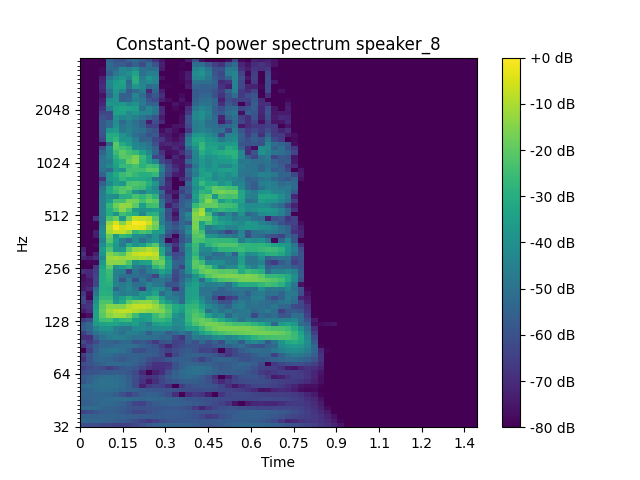 Constant-Q power spectrum speaker_8
Hz
2048
1024
512
256
128
64
32
0 0.15 0.3 0.45 0.6 0.75 0.9 1.1 1.2 1.4
Time
+0 dB
-10 dB
-20 dB
-30 dB
-40 dB
-50 dB
-60 dB
-70 dB
-80 dB